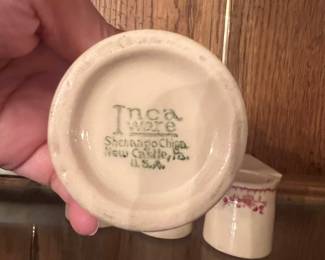 Inca
Ware
Shenango China
New Castle, Pa.
U.S.A.